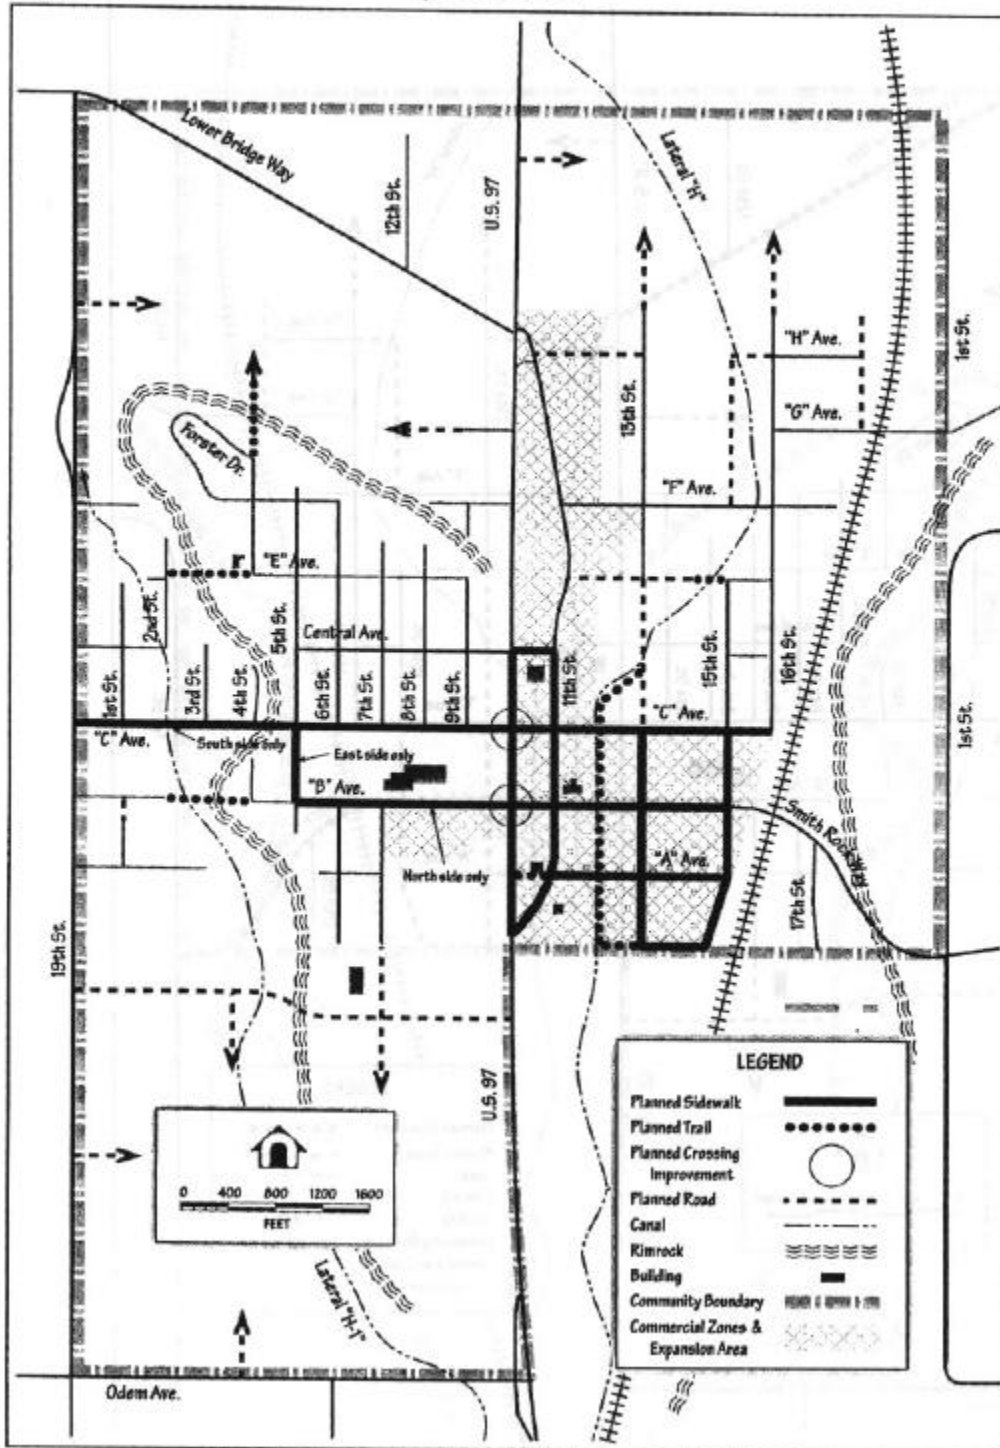 Lower Bridge Way
12th St.
U.S. 97
Lateral "H"
13th St.
"H" Ave.
1st St.
"G" Ave.
Forster Dr.
"F" Ave.
"E" Ave.
2nd St.
5th St.
Central Ave.
1st St.
3rd St.
4th St.
6th St.
7th St.
8th St.
9th St.
11th St.
15th St.
16th St.
"C" Ave.
"C" Ave.
South side only
East side only
1st St.
"B" Ave.
Smith Rock
"A" Ave.
North side only
17th St.
19th St.
U.S. 97
LEGEND
Planned Sidewalk
Planned Trail
Planned Crossing
Improvement
Planned Road
Canal
Rimrock
Building
Community Boundary
Commercial Zones &
Expansion Area
0 400 800 1200 1600
FEET
Lateral "H-1"
Odem Ave.